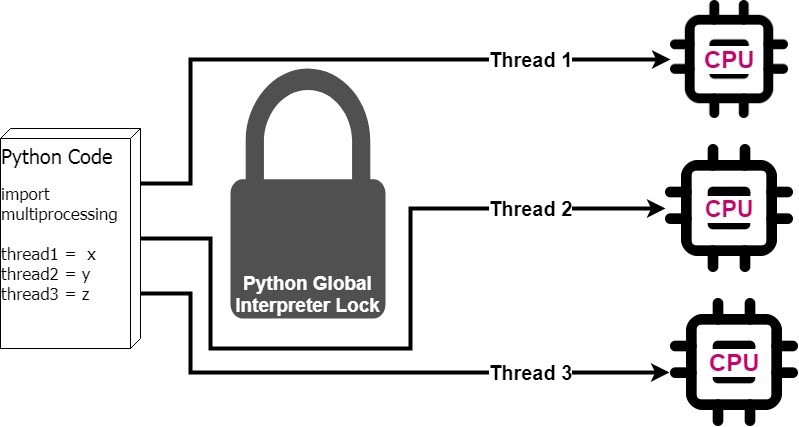 Python Code
import
multiprocessing
thread1 =  x
thread2 = y
thread3 = z
Python Global
Interpreter Lock
Thread 1
CPU
Thread 2
CPU
Thread 3
CPU